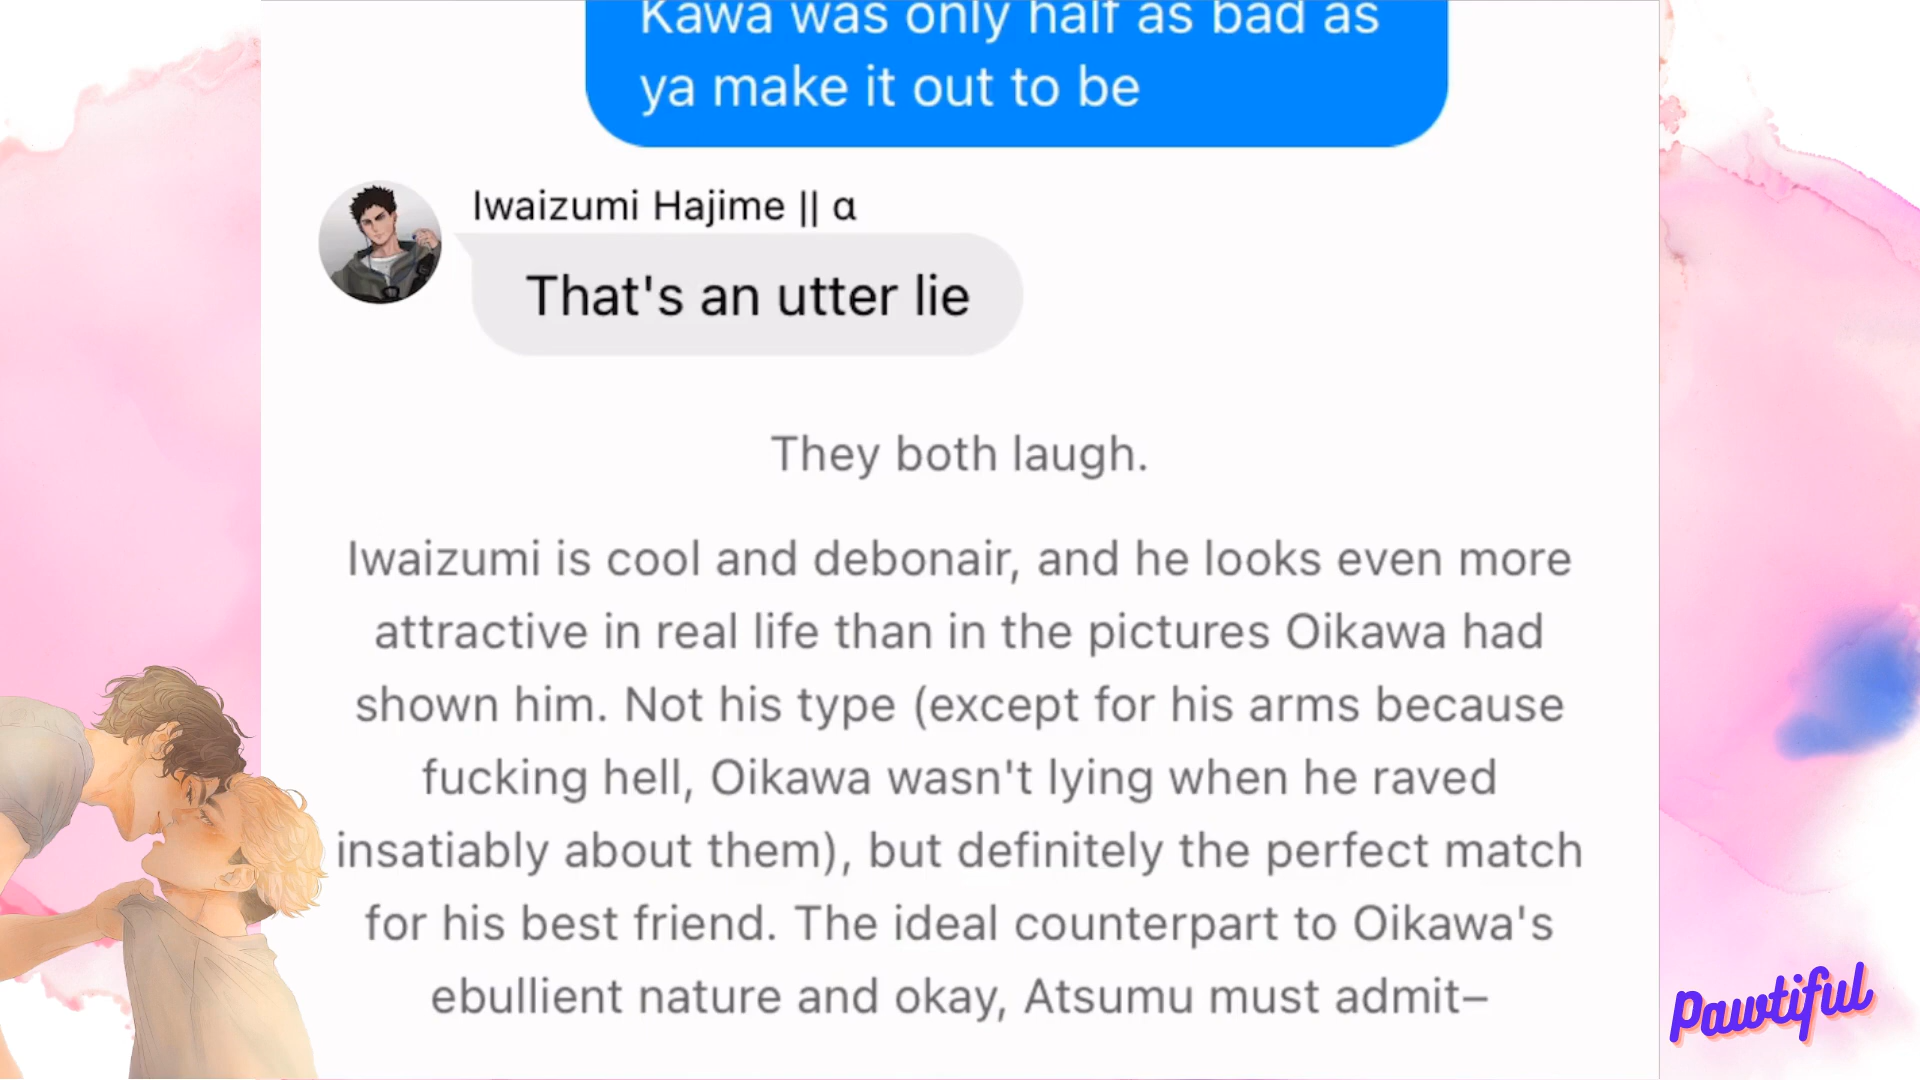 Kawa was only half as bad as
ya make it out to be
Iwaizumi Hajime || α
That's an utter lie
They both laugh.
Iwaizumi is cool and debonair, and he looks even more
attractive in real life than in the pictures Oikawa had
shown him. Not his type (except for his arms because
fucking hell, Oikawa wasn't lying when he raved
insatiably about them), but definitely the perfect match
for his best friend. The ideal counterpart to Oikawa's
ebullient nature and okay, Atsumu must admit–
Pawtiful